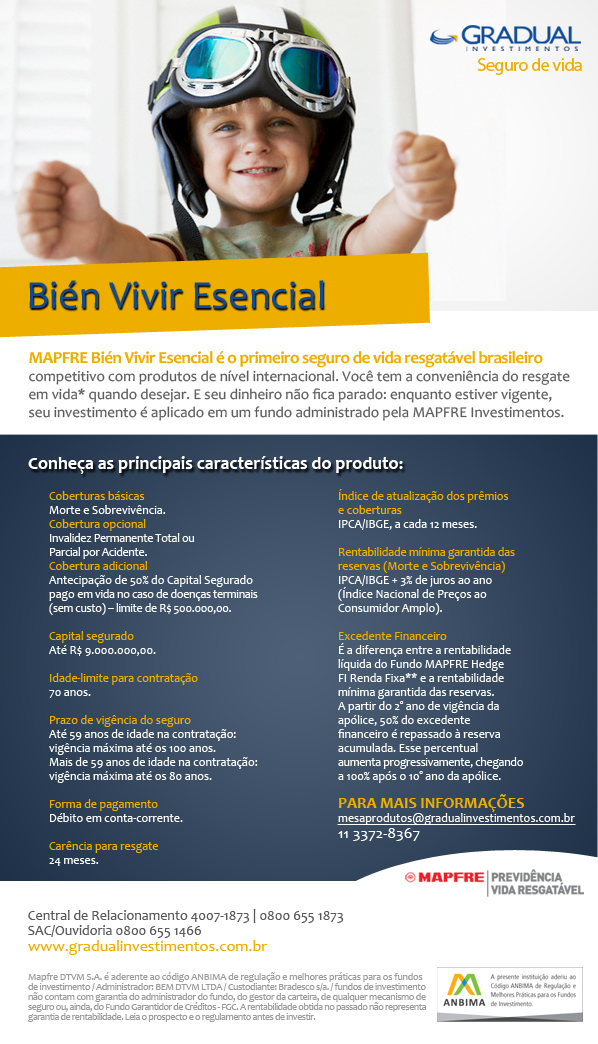 GRADUAL
INVESTIMENTOS
Seguro de vida
Bién Vivir Esencial
MAPFRE Bién Vivir Esencial é o primeiro seguro de vida resgatável brasileiro
competitivo com produtos de nível internacional. Você tem a conveniência do resgate
em vida* quando desejar. E seu dinheiro não fica parado: enquanto estiver vigente,
seu investimento é aplicado em um fundo administrado pela MAPFRE Investimentos.
Conheça as principais características do produto:
Coberturas básicas
Morte e Sobrevivência.
Cobertura opcional
Invalidez Permanente Total ou
Parcial por Acidente.
Cobertura adicional
Antecipação de 50% do Capital Segurado
pago em vida no caso de doenças terminais
(sem custo) – limite de R$ 500.000,00.
Capital segurado
Até R$ 9.000.000,00.
Idade-limite para contratação
70 anos.
Prazo de vigência do seguro
Até 59 anos de idade na contratação:
vigência máxima até os 100 anos.
Mais de 59 anos de idade na contratação:
vigência máxima até os 80 anos.
Forma de pagamento
Débito em conta-corrente.
Carência para resgate
24 meses.
Índice de atualização dos prêmios
e coberturas
IPCA/IBGE, a cada 12 meses.
Rentabilidade mínima garantida das
reservas (Morte e Sobrevivência)
IPCA/IBGE + 3% de juros ao ano
(Índice Nacional de Preços ao
Consumidor Amplo).
Excedente Financeiro
É a diferença entre a rentabilidade
líquida do Fundo MAPFRE Hedge
FI Renda Fixa** e a rentabilidade
mínima garantida das reservas.
A partir do 2° ano de vigência da
apólice, 50% do excedente
financeiro é repassado à reserva
acumulada. Esse percentual
aumenta progressivamente, chegando
a 100% após o 10° ano da apólice.
PARA MAIS INFORMAÇÕES
mesaprodutos@gradualinvestimentos.com.br
11 3372-8367
MAPFRE | PREVIDÊNCIA
VIDA RESGATÁVEL
Central de Relacionamento 4007-1873 | 0800 655 1873
SAC/Ouvidoria 0800 655 1466
www.gradualinvestimentos.com.br
Mapfre DTVM S.A. é aderente ao código ANBIMA de regulação e melhores práticas para os fundos
de investimento / Administrador: BEM DTVM LTDA / Custodiante: Bradesco s/a. / fundos de investimento
não contam com garantia do administrador do fundo, do gestor da carteira, de qualquer mecanismo de
seguro ou, ainda, do Fundo Garantidor de Créditos - FGC. A rentabilidade obtida no passado não representa
garantia de rentabilidade. Leia o prospecto e o regulamento antes de investir.
ANBIMA
A presente instituição aderiu ao
Código ANBIMA de Regulação e
Melhores Práticas para os Fundos
de Investimento.